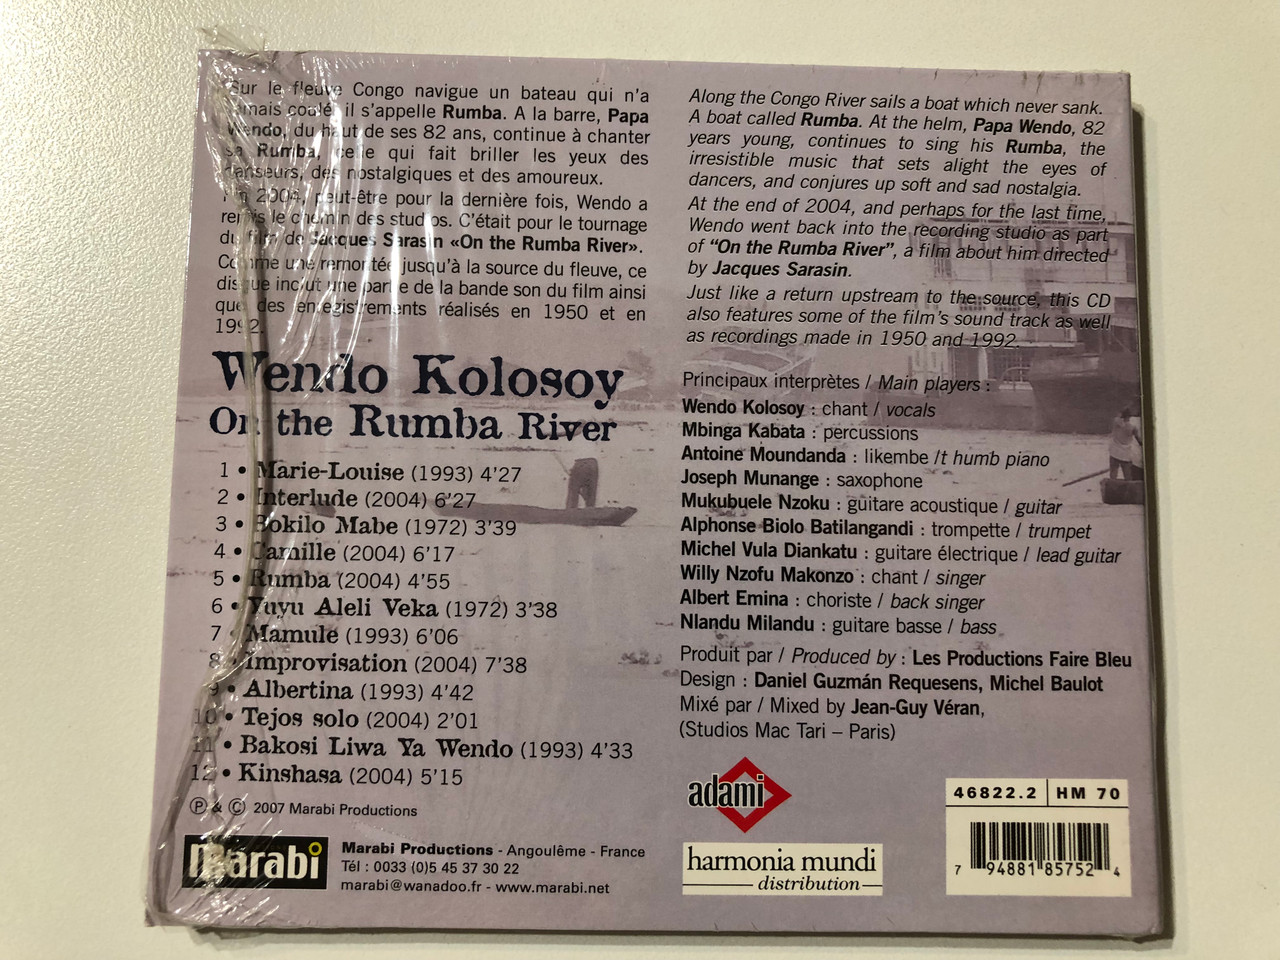 Sur le fleuve Congo navigue un bateau qui n'a
jamais coulé, il s'appelle Rumba. A la barre, Papa
Wendo, du haut de ses 82 ans, continue à chanter
sa Rumba, celle qui fait briller les yeux des
danseurs, des nostalgiques et des amoureux.
2004, peut-être pour la dernière fois, Wendo a
remis le chemin des studios. C'était pour le tournage
du film de Jacques Sarasin «On the Rumba River».
Comme une remontée jusqu'à la source du fleuve, ce
disque inclut une partie de la bande son du film ainsi
que des enregistrements réalisés en 1950 et en
1992.
Wendo Kolosoy
On the Rumba River
1 • Marie-Louise (1993) 4'27
2 • Interlude (2004) 6'27
3 • Bokilo Mabe (1972) 3'39
4 • Camille (2004) 6'17
5 • Rumba (2004) 4'55
6 • Yuyu Aleli Veka (1972) 3'38
7 • Mamule (1993) 6'06
8 • Improvisation (2004) 7'38
9 • Albertina (1993) 4'42
10 • Tejos solo (2004) 2'01
11 • Bakosi Liwa Ya Wendo (1993) 4'33
12 • Kinshasa (2004) 5'15
℗ & © 2007 Marabi Productions
Marabi
Marabi Productions - Angoulême - France
Tél : 0033 (0)5 45 37 30 22
marabi@wanadoo.fr - www.marabi.net
Along the Congo River sails a boat which never sank.
A boat called Rumba. At the helm, Papa Wendo, 82
years young, continues to sing his Rumba, the
irresistible music that sets alight the eyes of
dancers, and conjures up soft and sad nostalgia.
At the end of 2004, and perhaps for the last time,
Wendo went back into the recording studio as part
of "On the Rumba River", a film about him directed
by Jacques Sarasin.
Just like a return upstream to the source, this CD
also features some of the film's sound track as well
as recordings made in 1950 and 1992.
Principaux interprètes / Main players :
Wendo Kolosoy : chant / vocals
Mbinga Kabata : percussions
Antoine Moundanda : likembe /t humb piano
Joseph Munange : saxophone
Mukubuele Nzoku : guitare acoustique / guitar
Alphonse Biolo Batilangandi : trompette / trumpet
Michel Vula Diankatu : guitare électrique / lead guitar
Willy Nzofu Makonzo : chant / singer
Albert Emina : choriste / back singer
Nlandu Milandu : guitare basse / bass
Produit par / Produced by : Les Productions Faire Bleu
Design : Daniel Guzmán Requesens, Michel Baulot
Mixé par / Mixed by Jean-Guy Véran,
(Studios Mac Tari – Paris)
adami
harmonia mundi
distribution
46822.2 HM 70
7 94881 85752 4